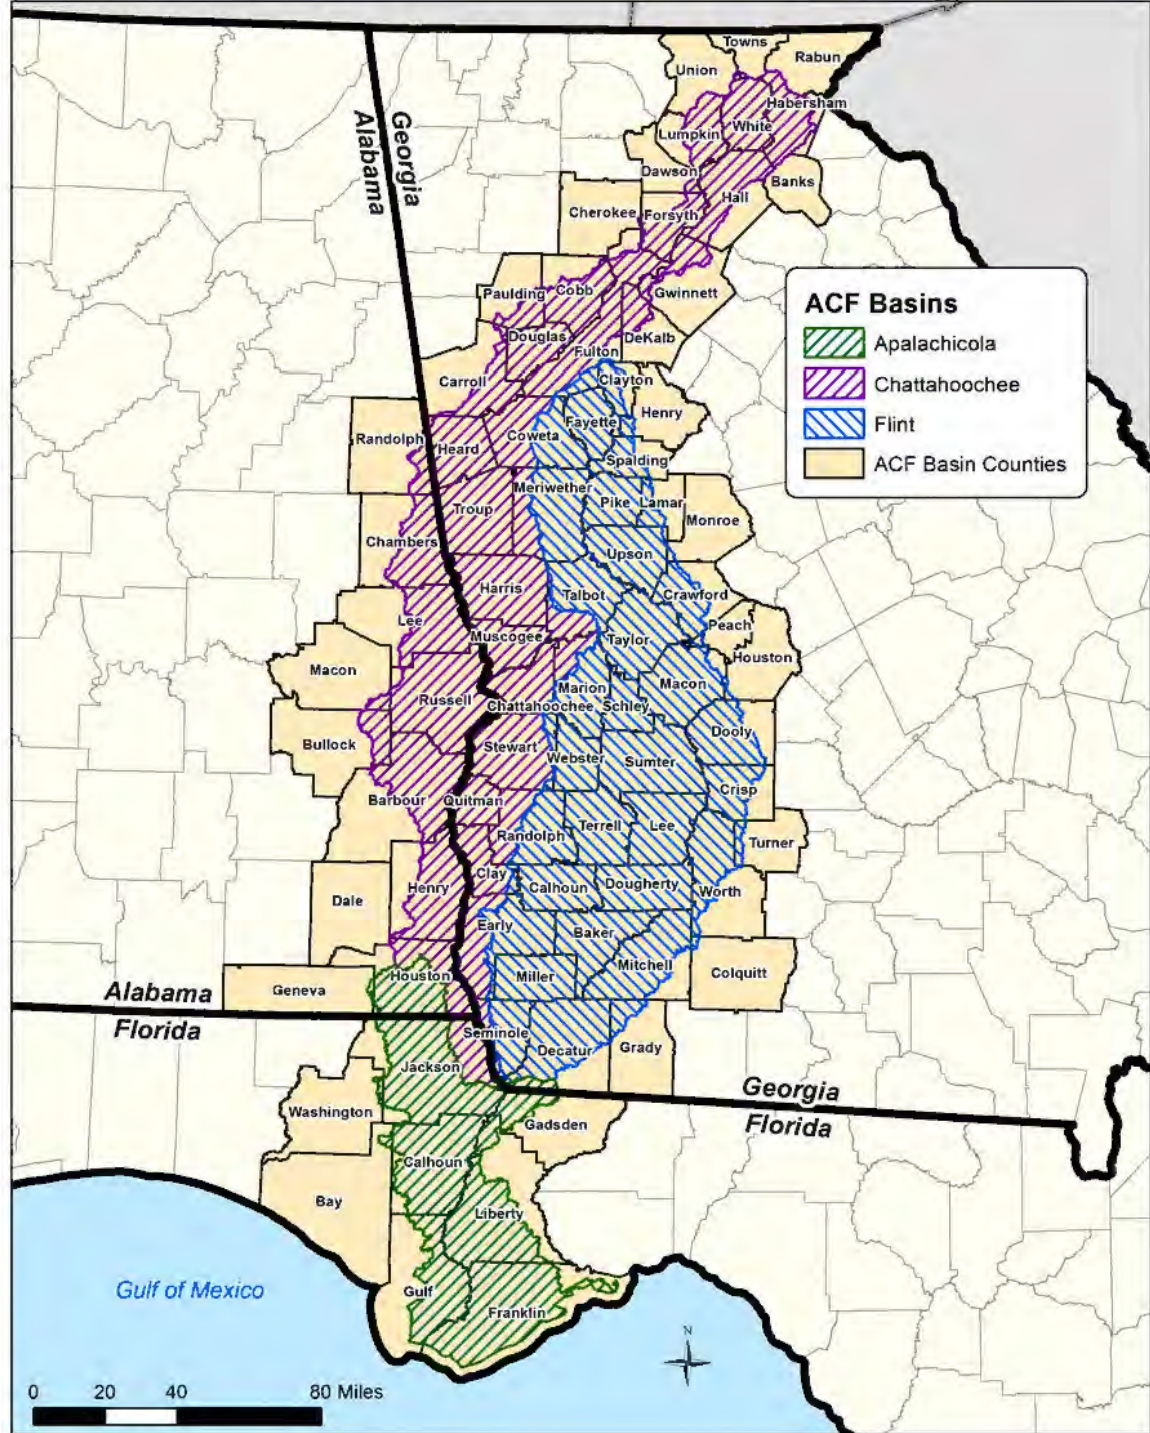 Towns
Rabun
Union
Habersham
White
Lumpkin
Dawson
Banks
Hall
Cherokee
Forsyth
Georgia
Alabama
Paulding
Cobb
Gwinnett
Douglas
DeKalb
Fulton
Clayton
Carroll
Henry
Fayette
Randolph
Heard
Coweta
Spalding
Meriwether
Pike
Lamar
Troup
Monroe
Chambers
Upson
Harris
Talbot
Crawford
Lee
Peach
Muscogee
Taylor
Houston
Macon
Macon
Marion
Russell
Chattahoochee
Schley
Dooly
Bullock
Stewart
Webster
Sumter
Crisp
Barbour
Quitman
Randolph
Terrell
Lee
Turner
Clay
Henry
Calhoun
Dougherty
Worth
Dale
Early
Baker
Mitchell
Colquitt
Houston
Miller
Geneva
Alabama
Florida
Seminole
Decatur
Grady
Jackson
Georgia
Florida
Washington
Gadsden
Calhoun
Bay
Liberty
Gulf
Franklin
Gulf of Mexico
ACF Basins
Apalachicola
Chattahoochee
Flint
ACF Basin Counties
N
0 20 40 80 Miles